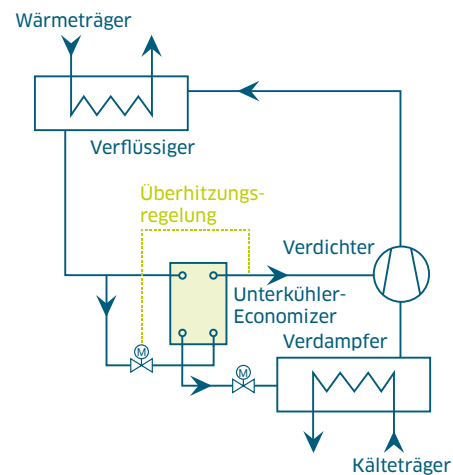 Wärmeträger
Verflüssiger
Überhitzungs-
regelung
Verdichter
Unterkühler-
Economizer
Verdampfer
M
M
Kälteträger